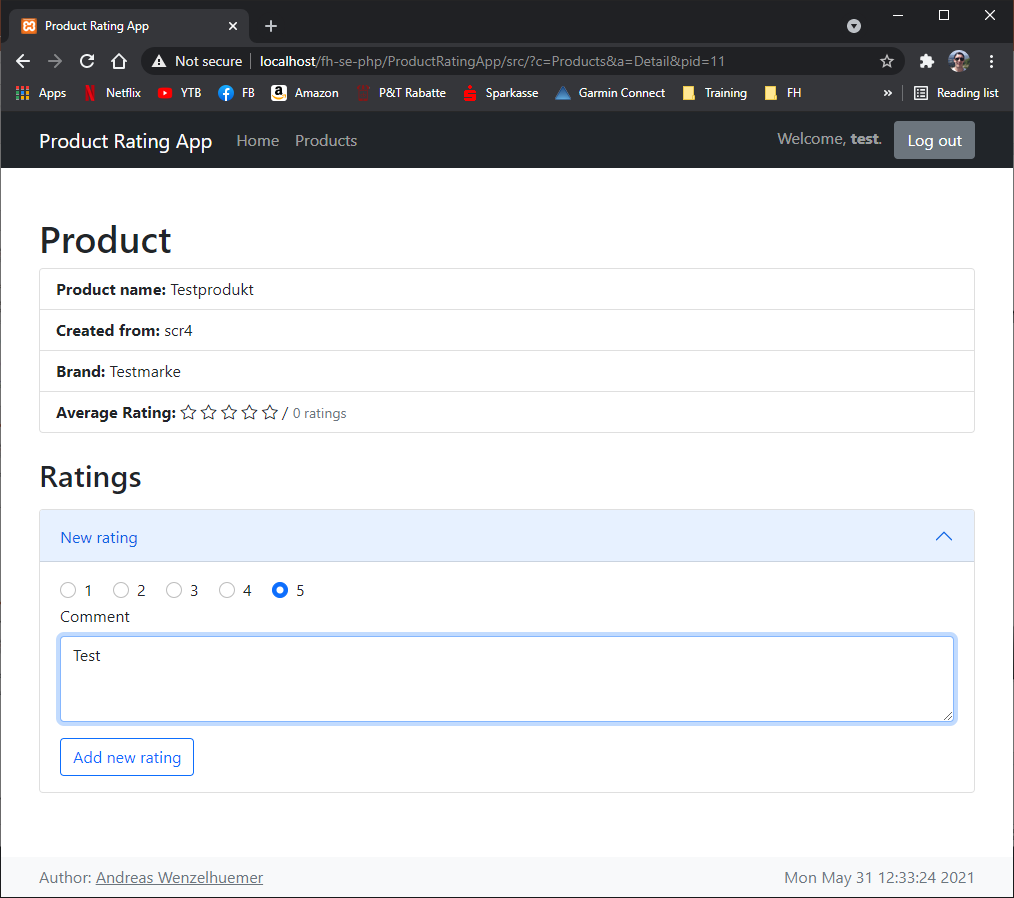 Product Rating App
Not secure localhost/fh-se-php/ProductRatingApp/src/?c=Products&a=Detail&pid=11
Apps Netflix YTB FB Amazon P&T Rabatte Sparkasse Garmin Connect Training FH » Reading list
Product Rating App Home Products Welcome, test. Log out
Product
Product name: Testprodukt
Created from: scr4
Brand: Testmarke
Average Rating: / 0 ratings
Ratings
New rating
1 2 3 4 5
Comment
Test
Add new rating
Author: Andreas Wenzelhuemer Mon May 31 12:33:24 2021